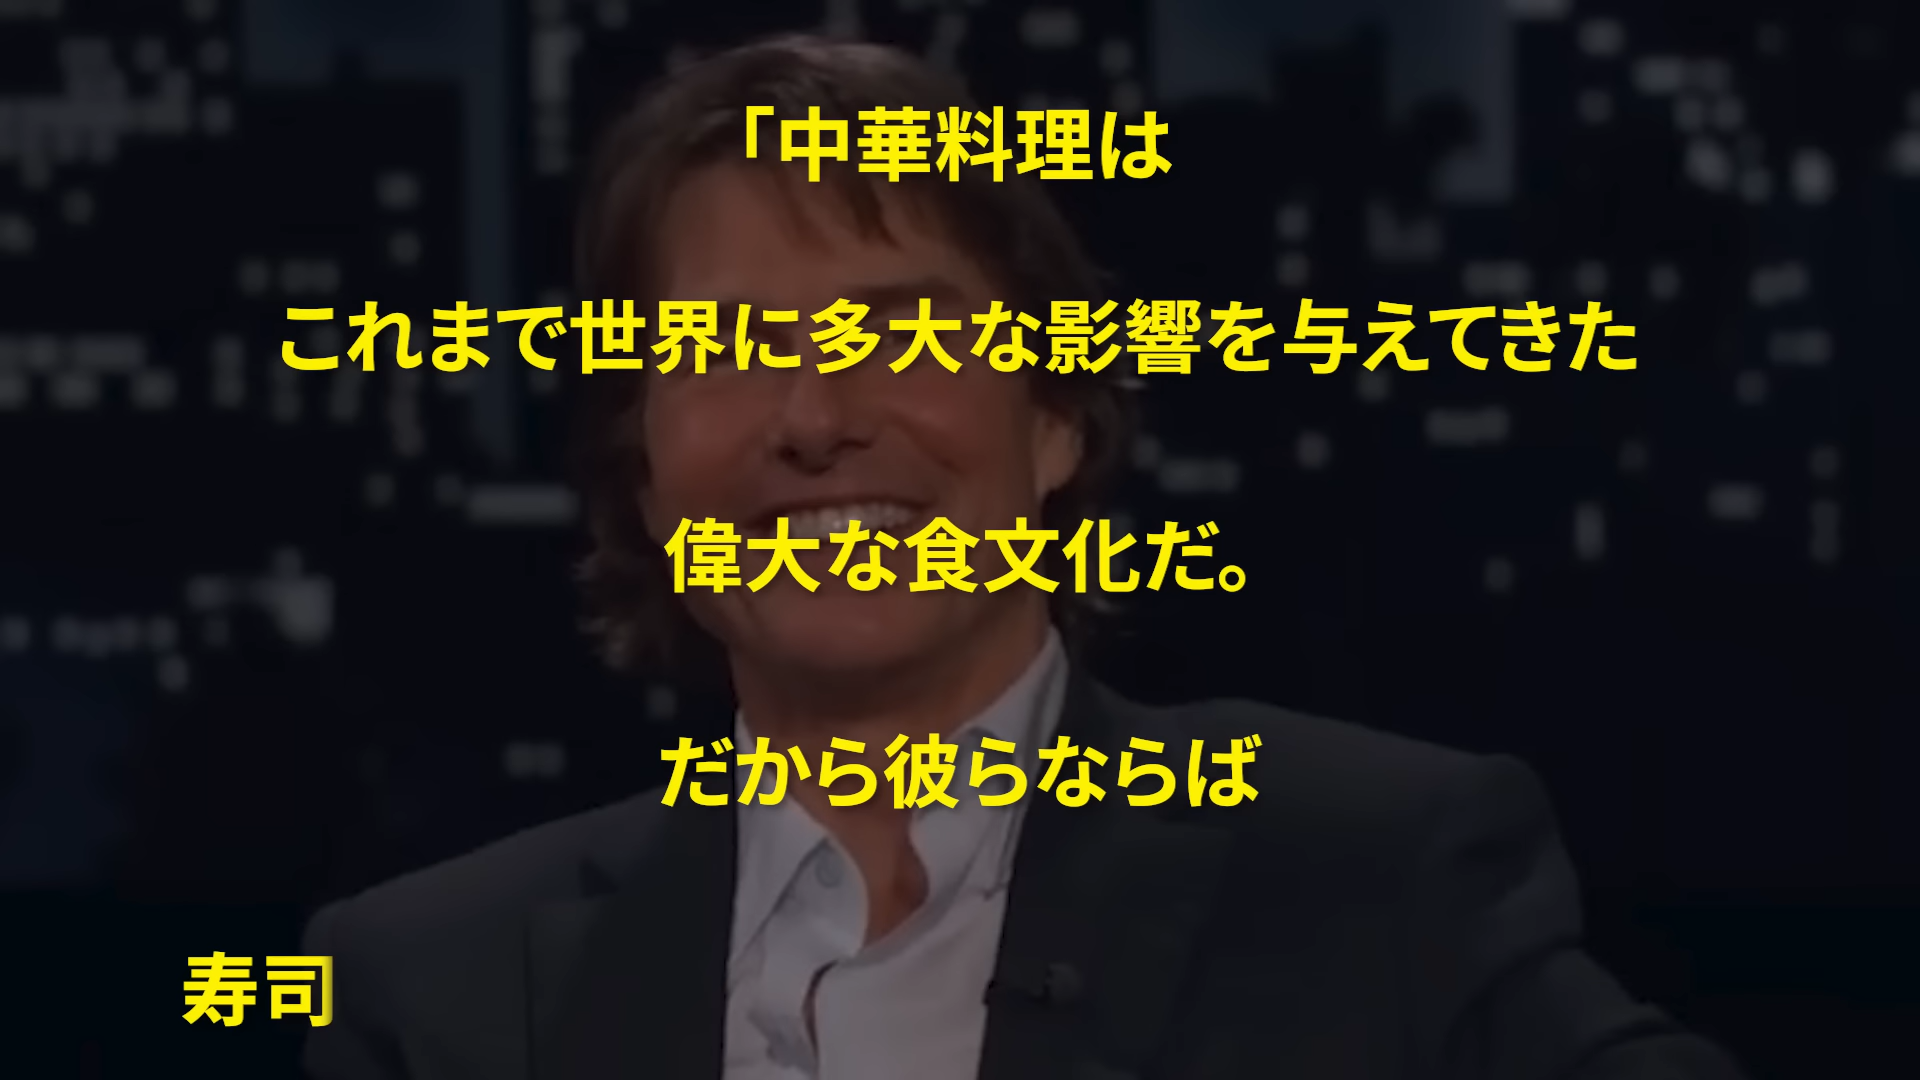 「中華料理は
これまで世界に多大な影響を与えてきた
偉大な食文化だ。
だから彼らならば
寿司